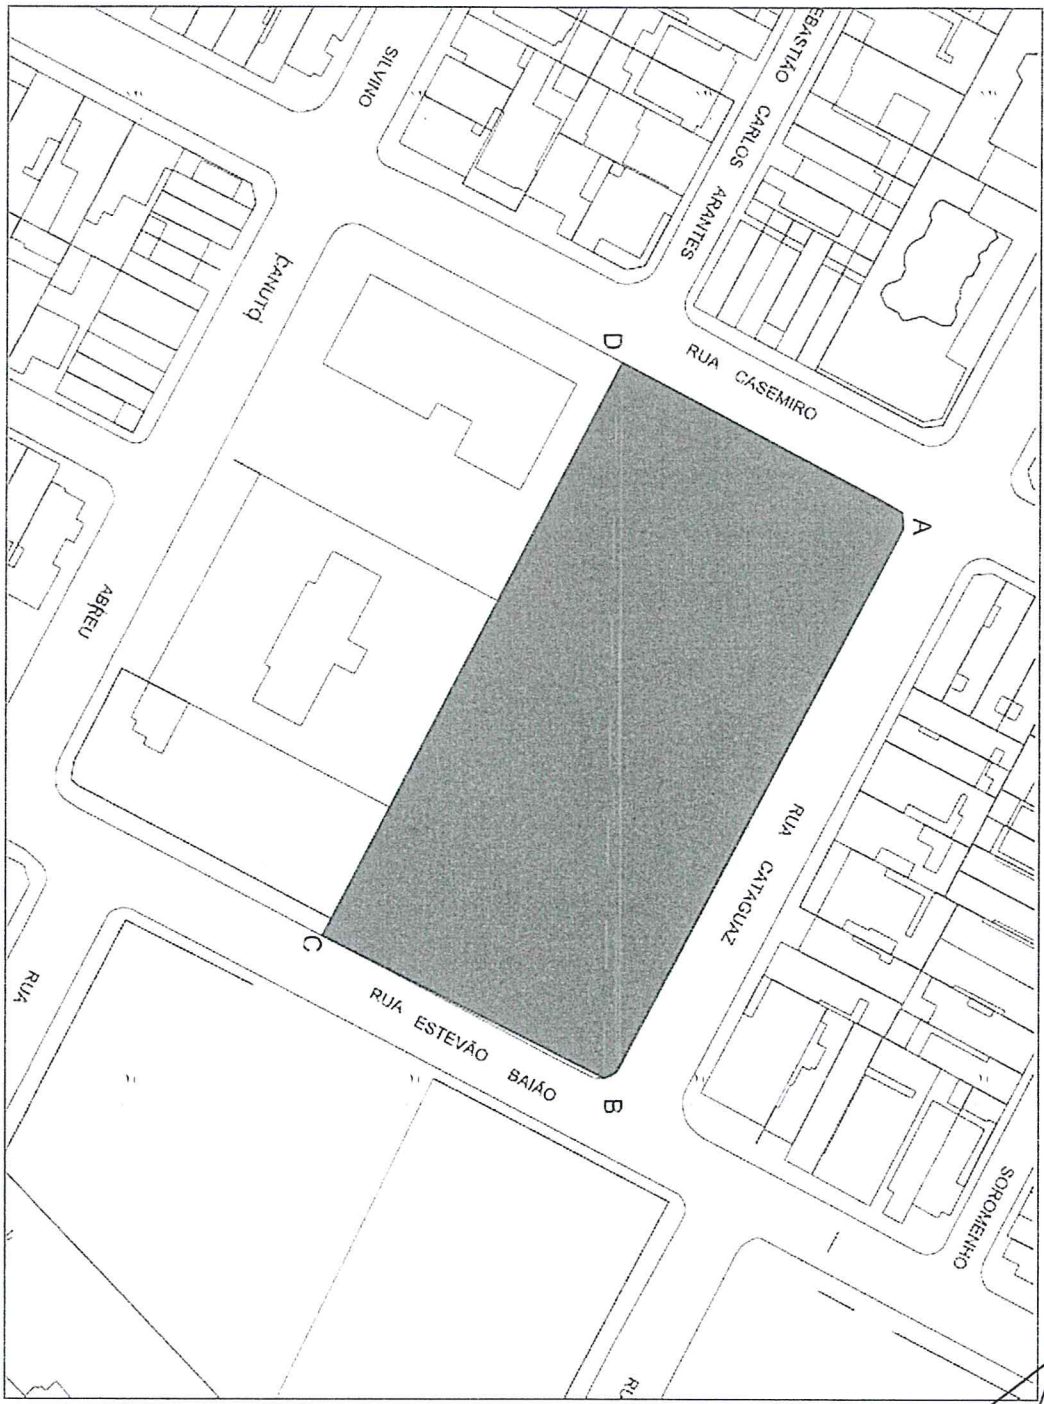 SILVINO
SEBASTIÃO CARLOS ARANTES
CANUTO
RUA CASEMIRO
D
A
ABREU
RUA CATAGUAZ
C
RUA
RUA ESTEVÃO BAIÃO
B
SOROMENHO